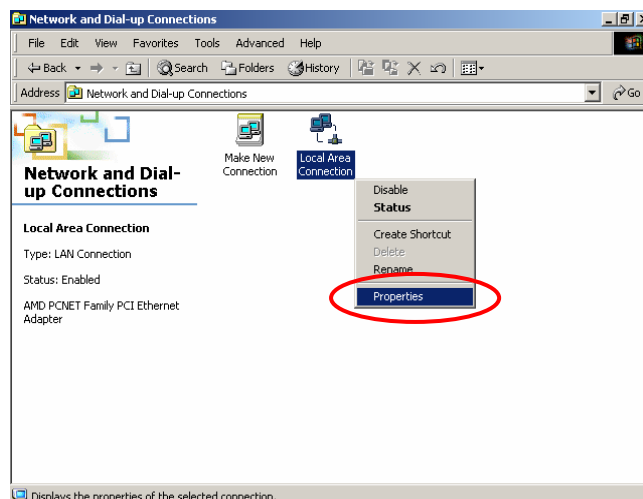 Network and Dial-up Connections
File Edit View Favorites Tools Advanced Help
Back Search Folders History
Address Network and Dial-up Connections Go
Network and Dial-
up Connections
Local Area Connection
Type: LAN Connection
Status: Enabled
AMD PCNET Family PCI Ethernet
Adapter
Make New
Connection
Local Area
Connection
Disable
Status
Create Shortcut
Delete
Rename
Properties
Displays the properties of the selected connection.